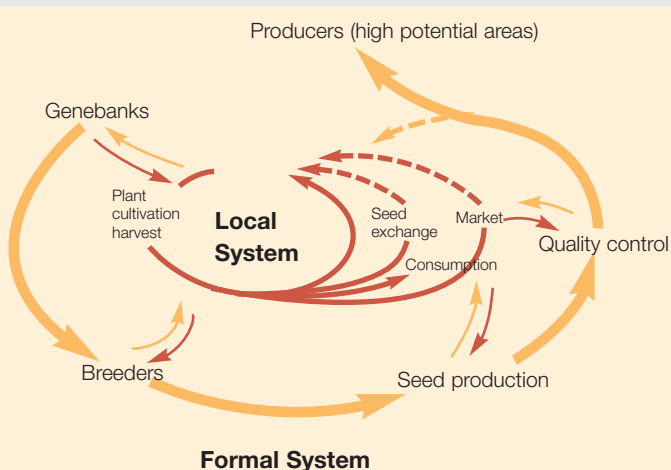 Producers (high potential areas)
Genebanks
Plant
cultivation
harvest
Local
System
Seed
exchange
Market
Quality control
Consumption
Breeders
Seed production
Formal System